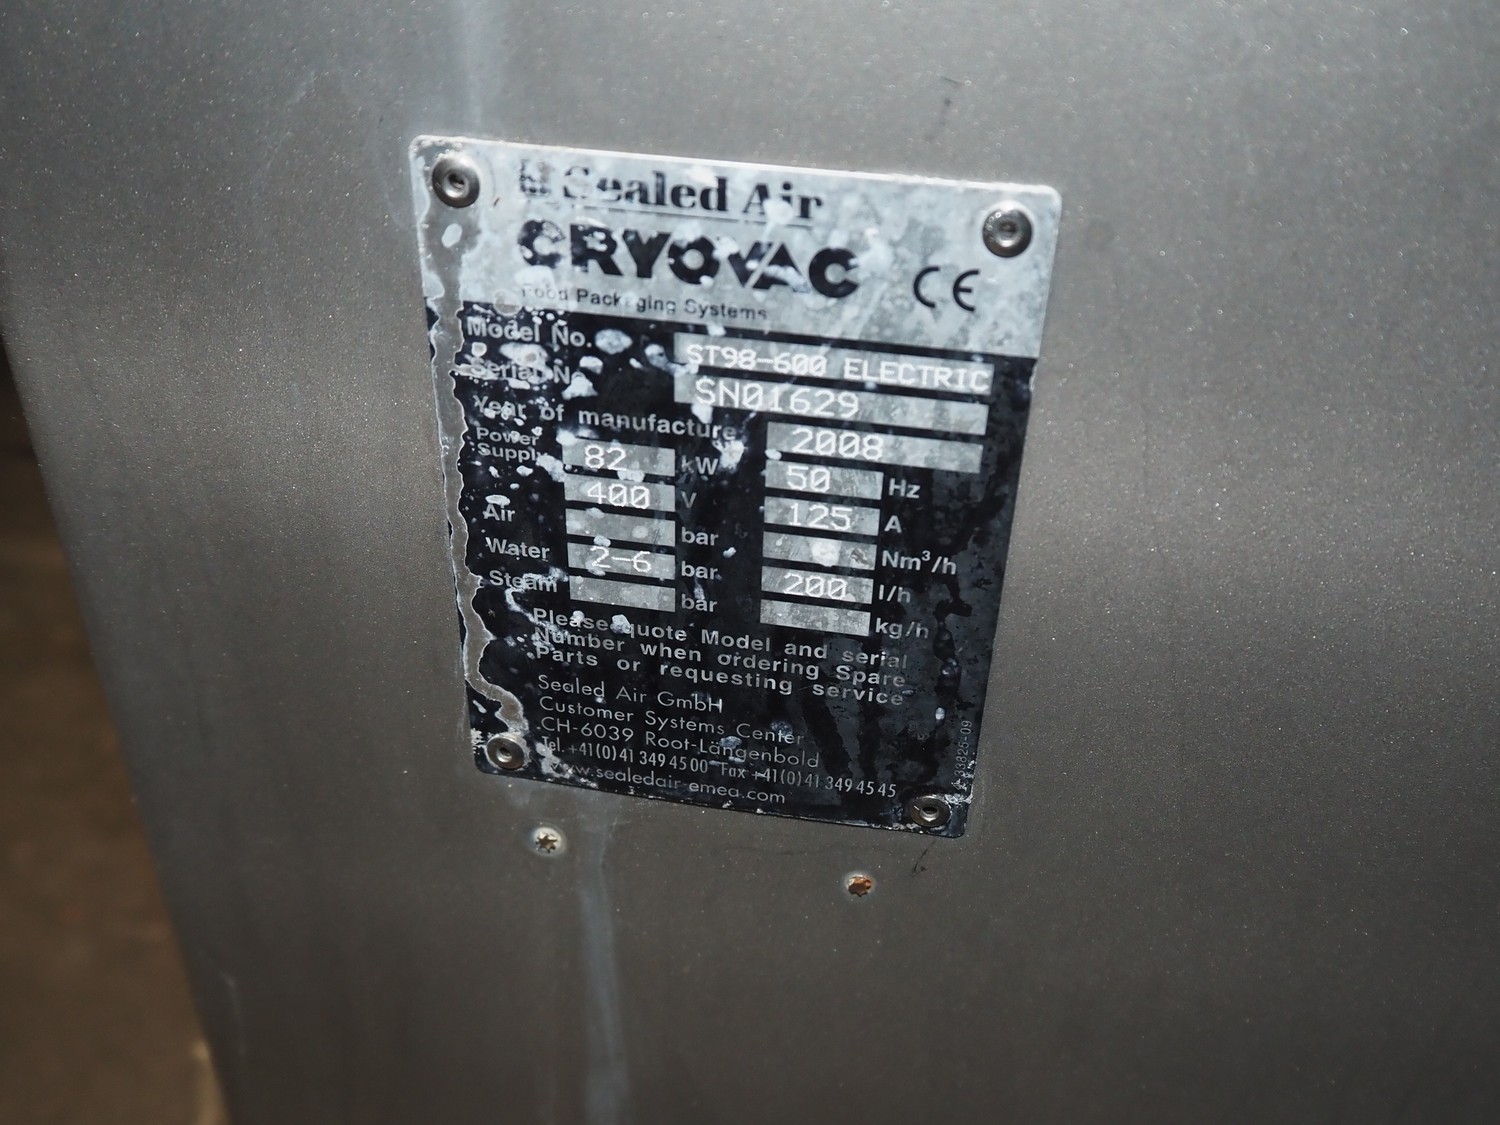 Sealed Air
CRYOVAC CE
Food Packaging Systems
Model No. ST98-600 ELECTRIC
Serial No. SN01629
Year of manufacture 2008
Power Supply 82 kW 50 Hz
400 V 125 A
Air bar Nm³/h
Water 2-6 bar 200 l/h
Steam bar kg/h
Please quote Model and serial
Number when ordering Spare
Parts or requesting service
Sealed Air GmbH
Customer Systems Center
CH-6039 Root-Längenbold
Tel. +41(0)41 349 45 00 Fax +41(0)41 349 45 45
www.sealedair-emea.com